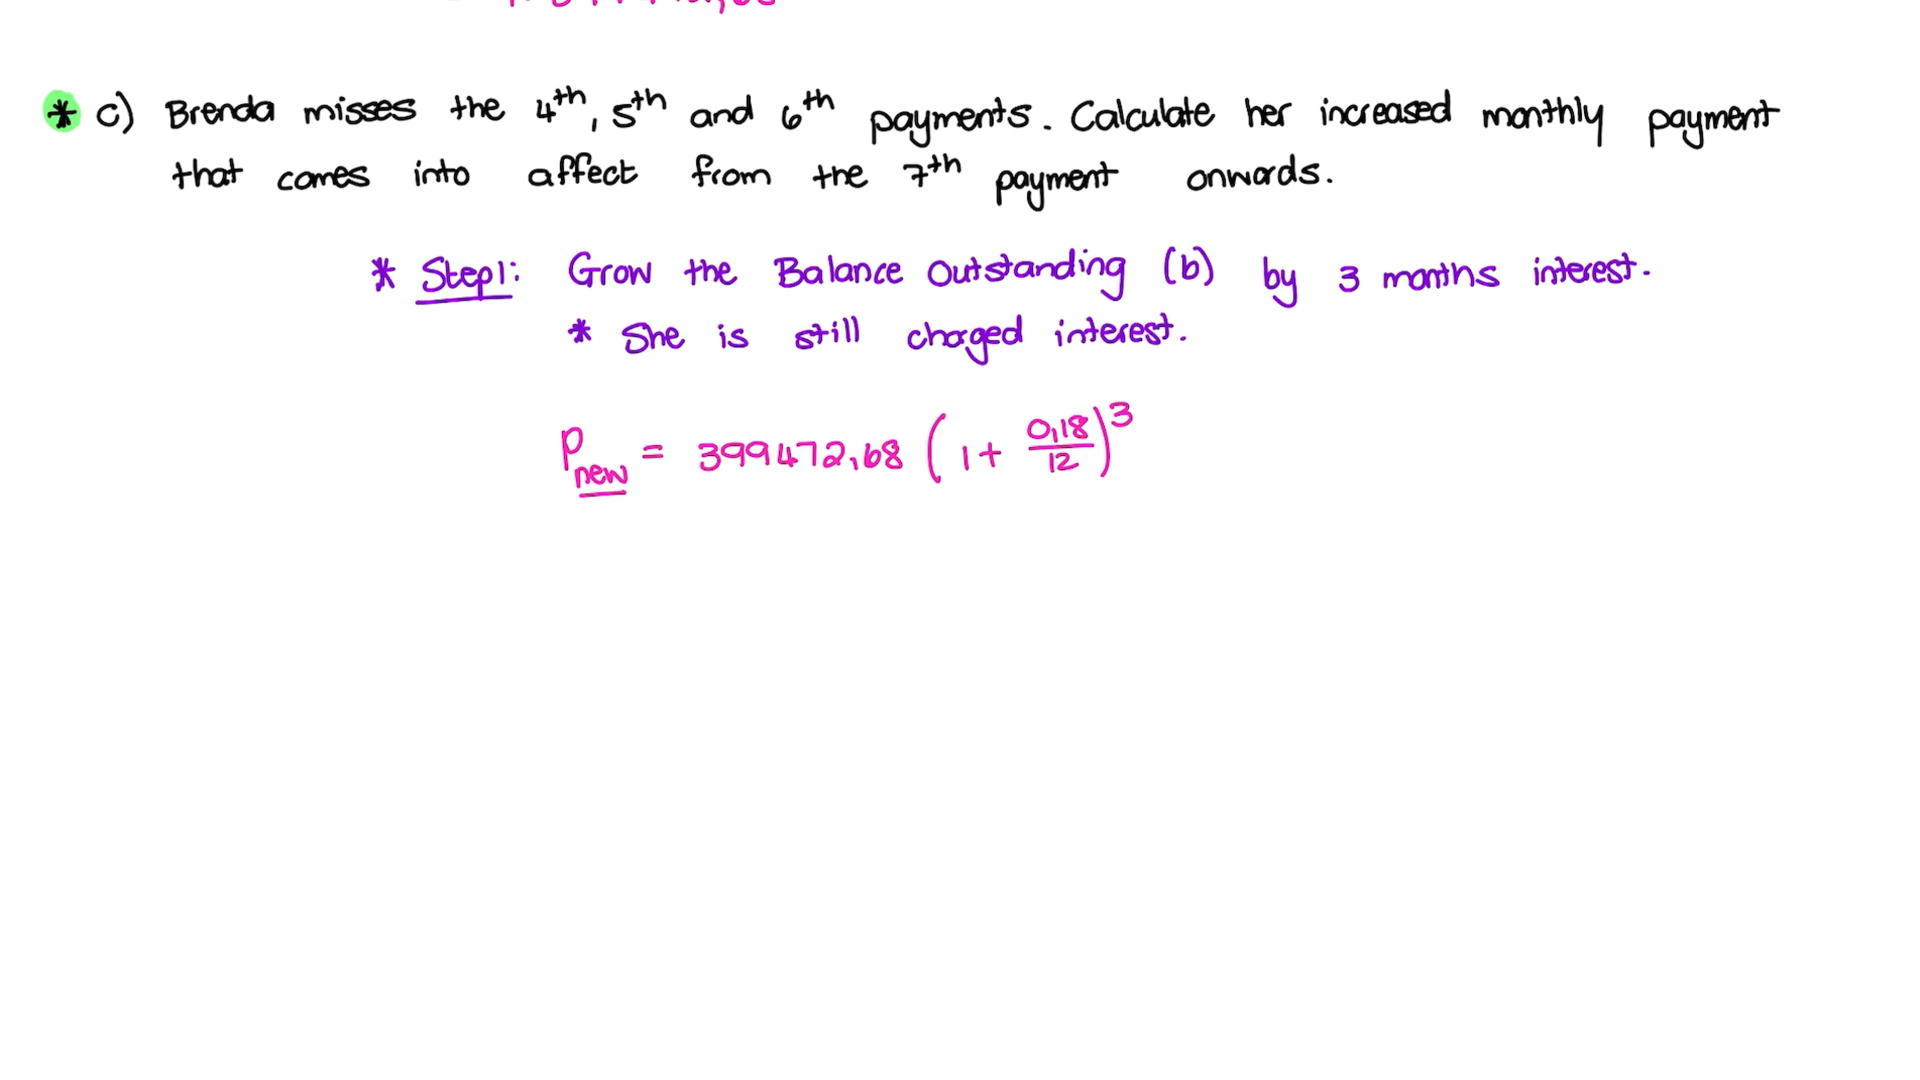 * c) Brenda misses the 4th, 5th and 6th payments. Calculate her increased monthly payment
that comes into affect from the 7th payment onwards.
* Step1: Grow the Balance Outstanding (b) by 3 months interest.
* She is still charged interest.
P_new = 399472,68 (1 + 0,18/12)^3